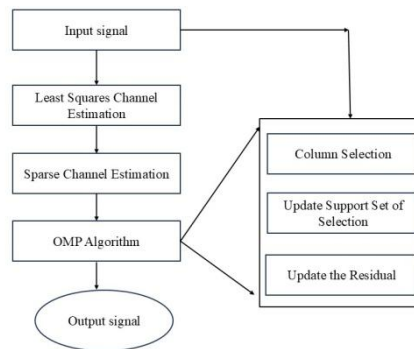 Input signal
Least Squares Channel
Estimation
Sparse Channel Estimation
OMP Algorithm
Output signal
Column Selection
Update Support Set of
Selection
Update the Residual